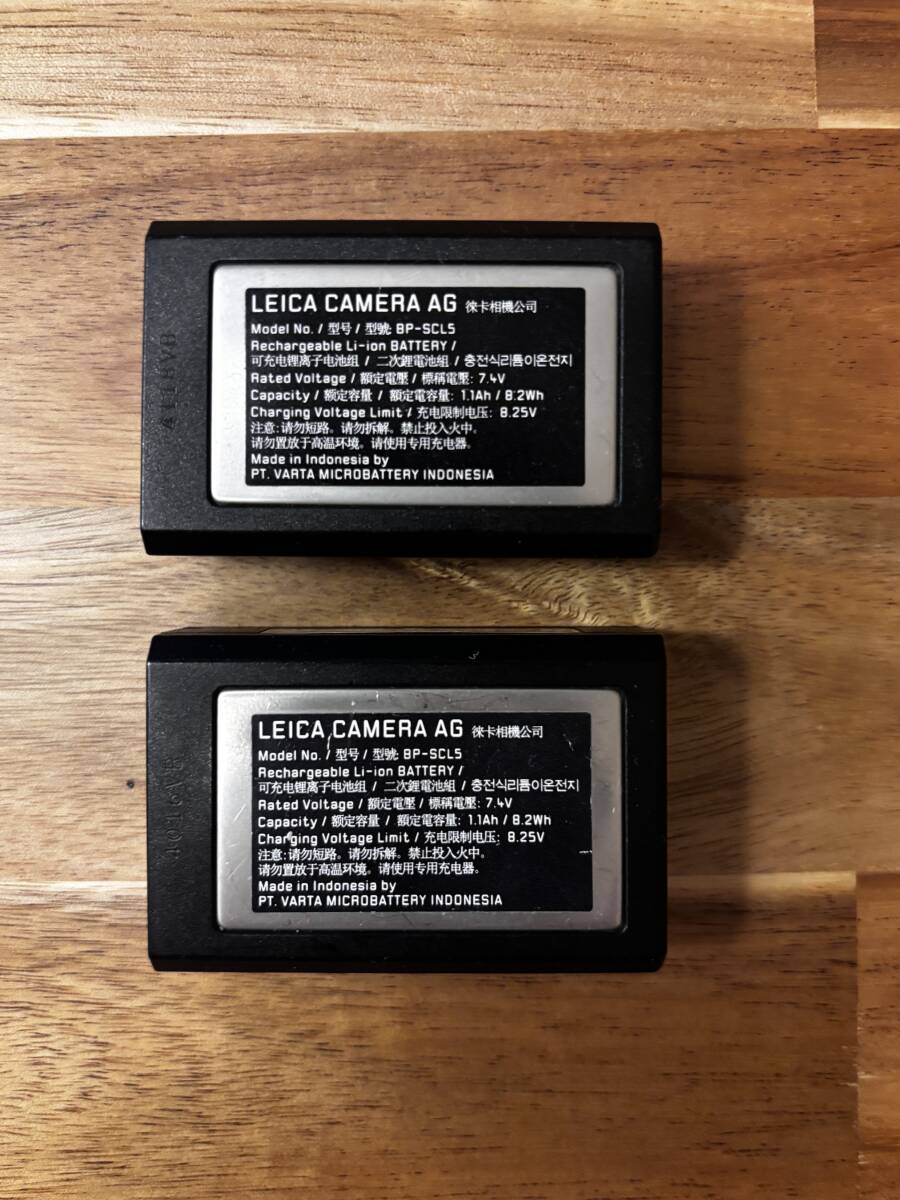 LEICA CAMERA AG 徠卡相機公司
Model No. / 型号 / 型號: BP-SCL5
Rechargeable Li-ion BATTERY /
可充电锂离子电池组 / 二次鋰電池組 / 충전식리튬이온전지
Rated Voltage / 額定電壓 / 標稱電壓: 7.4V
Capacity / 额定容量 / 額定電容量: 1.1Ah / 8.2Wh
Charging Voltage Limit / 充电限制电压: 8.25V
注意:请勿短路。请勿拆解。禁止投入火中。
请勿置放于高温环境。请使用专用充电器。
Made in Indonesia by
PT. VARTA MICROBATTERY INDONESIA
LEICA CAMERA AG 徠卡相機公司
Model No. / 型号 / 型號: BP-SCL5
Rechargeable Li-ion BATTERY /
可充电锂离子电池组 / 二次鋰電池組 / 충전식리튬이온전지
Rated Voltage / 額定電壓 / 標稱電壓: 7.4V
Capacity / 额定容量 / 額定電容量: 1.1Ah / 8.2Wh
Charging Voltage Limit / 充电限制电压: 8.25V
注意:请勿短路。请勿拆解。禁止投入火中。
请勿置放于高温环境。请使用专用充电器。
Made in Indonesia by
PT. VARTA MICROBATTERY INDONESIA